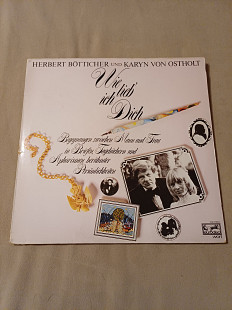 HERBERT BÖTTICHER UND KARYN VON OSTHOLT
Wie lieb'
ich
Dich
Begegnungen zwischen Mann und Frau
in Briefen, Tagebüchern und
Aphorismen berühmter
Persönlichkeiten